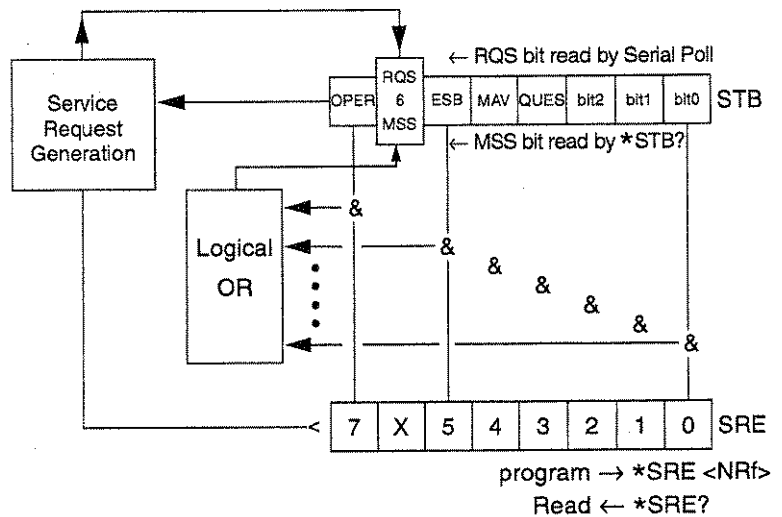 ← RQS bit read by Serial Poll
Service
Request
Generation
OPER
RQS
6
MSS
ESB
MAV
QUES
bit2
bit1
bit0
STB
← MSS bit read by *STB?
Logical
OR
&
&
&
&
&
&
&
<
7
X
5
4
3
2
1
0
SRE
program → *SRE <NRf>
Read ← *SRE?